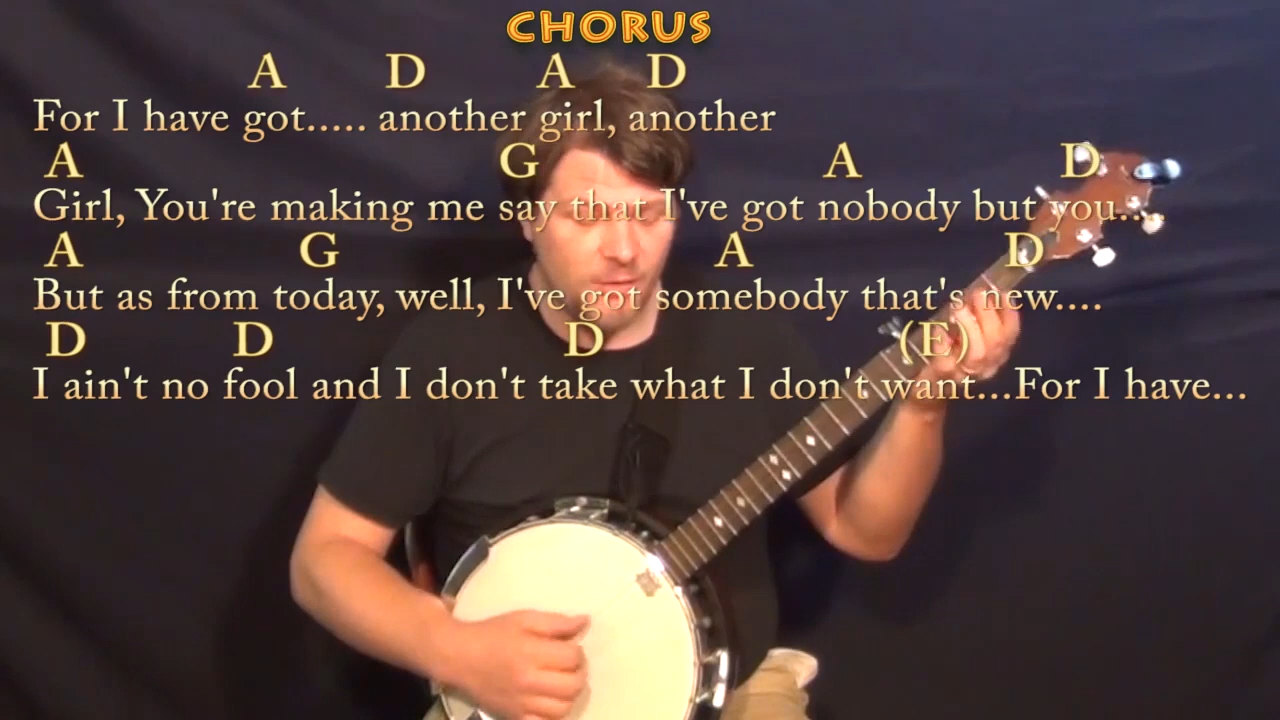 CHORUS
A D A D
For I have got..... another girl, another
A G A D
Girl, You're making me say that I've got nobody but you....
A G A D
But as from today, well, I've got somebody that's new....
D D D (E)
I ain't no fool and I don't take what I don't want...For I have...